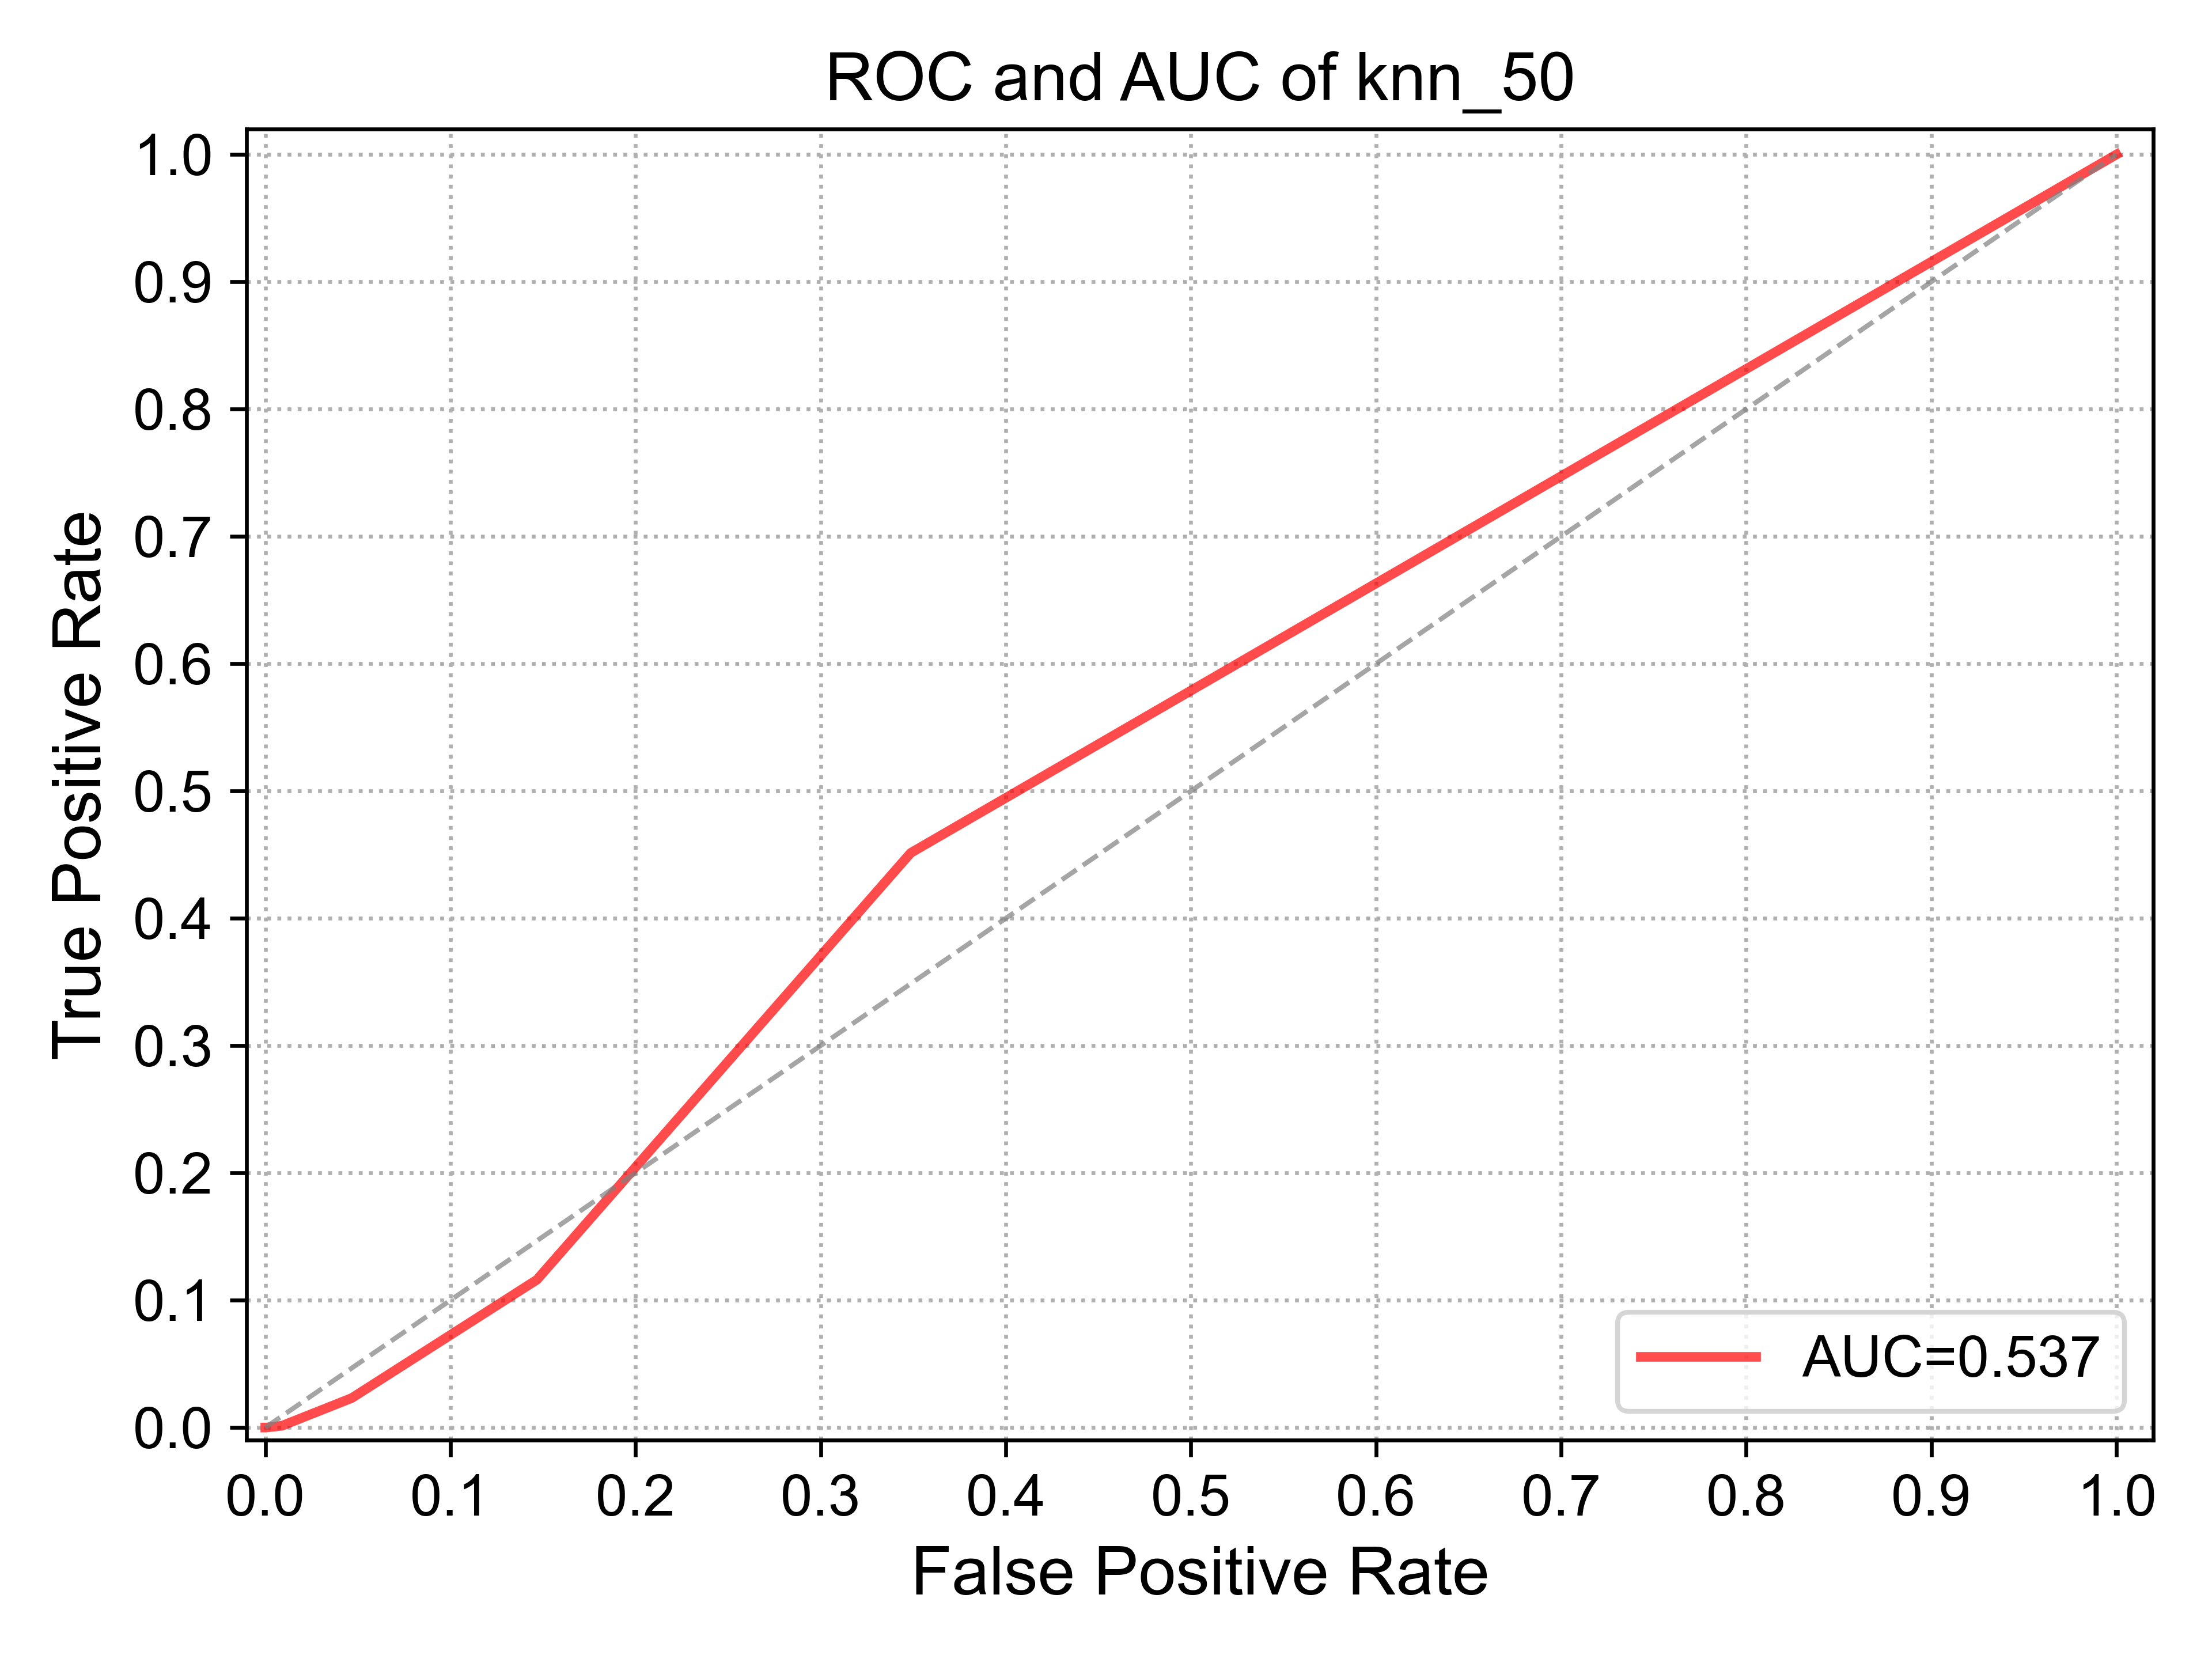 ROC and AUC of knn_50
True Positive Rate
1.0
0.9
0.8
0.7
0.6
0.5
0.4
0.3
0.2
0.1
0.0
AUC=0.537
0.0 0.1 0.2 0.3 0.4 0.5 0.6 0.7 0.8 0.9 1.0
False Positive Rate